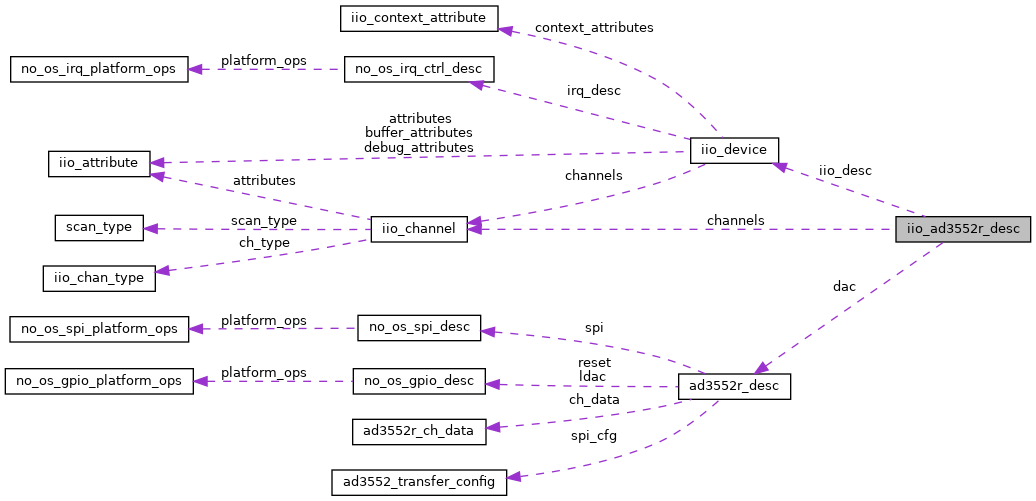 iio_context_attribute
context_attributes
no_os_irq_platform_ops
platform_ops
no_os_irq_ctrl_desc
irq_desc
attributes
buffer_attributes
debug_attributes
iio_device
iio_attribute
iio_desc
channels
attributes
scan_type
scan_type
iio_channel
channels
iio_ad3552r_desc
ch_type
iio_chan_type
dac
no_os_spi_platform_ops
platform_ops
no_os_spi_desc
spi
reset
ldac
no_os_gpio_platform_ops
platform_ops
no_os_gpio_desc
ad3552r_desc
ch_data
ad3552r_ch_data
spi_cfg
ad3552_transfer_config